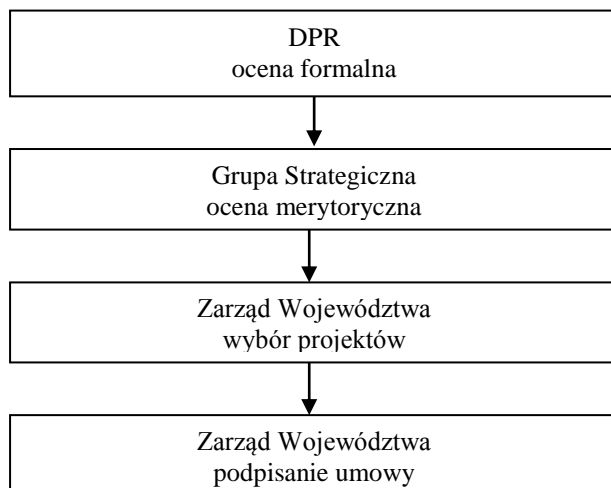 DPR
ocena formalna
Grupa Strategiczna
ocena merytoryczna
Zarząd Województwa
wybór projektów
Zarząd Województwa
podpisanie umowy